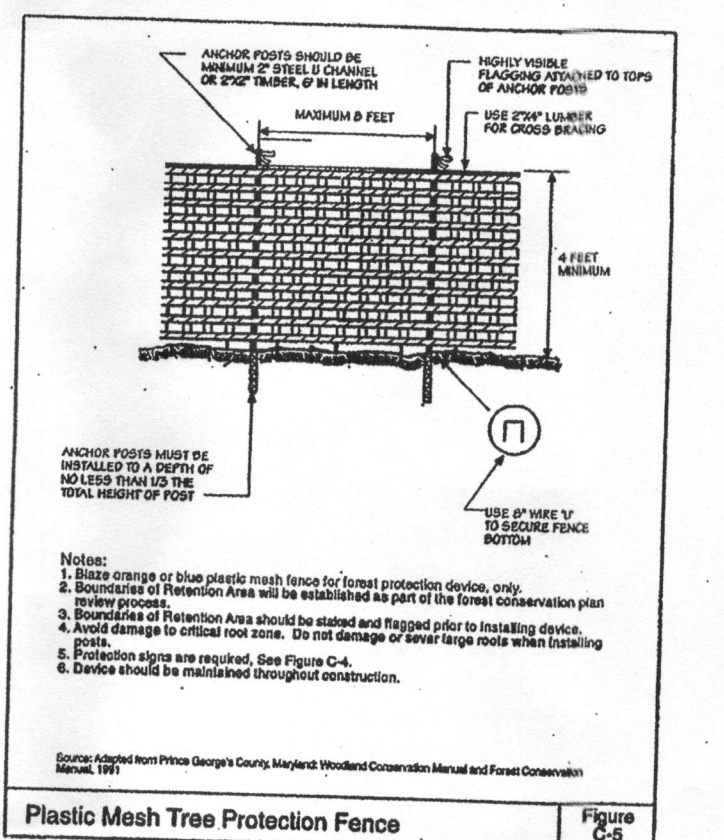 ANCHOR POSTS SHOULD BE
MINIMUM 2" STEEL U CHANNEL
OR 2"X2" TIMBER, 6' IN LENGTH
HIGHLY VISIBLE
FLAGGING ATTACHED TO TOPS
OF ANCHOR POSTS
MAXIMUM 8 FEET
USE 2"X4" LUMBER
FOR CROSS BRACING
4 FEET
MINIMUM
ANCHOR POSTS MUST BE
INSTALLED TO A DEPTH OF
NO LESS THAN 1/3 THE
TOTAL HEIGHT OF POST
USE 8" WIRE 'U'
TO SECURE FENCE
BOTTOM
Notes:
1. Blaze orange or blue plastic mesh fence for forest protection device, only.
2. Boundaries of Retention Area will be established as part of the forest conservation plan
review process.
3. Boundaries of Retention Area should be staked and flagged prior to installing device.
4. Avoid damage to critical root zone. Do not damage or sever large roots when installing
posts.
5. Protection signs are required, See Figure C-4.
6. Device should be maintained throughout construction.
Source: Adapted from Prince George's County, Maryland: Woodland Conservation Manual and Forest Conservation
Manual, 1991
Plastic Mesh Tree Protection Fence
Figure
C-5